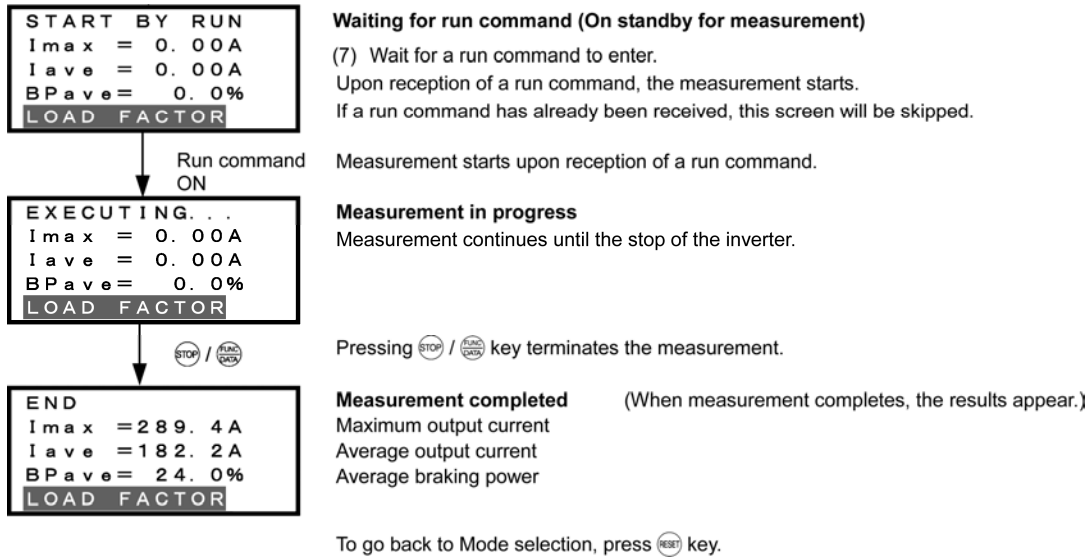 START BY RUN
Imax = 0.00A
Iave = 0.00A
BPave= 0.0%
LOAD FACTOR
Waiting for run command (On standby for measurement)
(7) Wait for a run command to enter.
Upon reception of a run command, the measurement starts.
If a run command has already been received, this screen will be skipped.
Run command
ON
Measurement starts upon reception of a run command.
EXECUTING...
Imax = 0.00A
Iave = 0.00A
BPave= 0.0%
LOAD FACTOR
Measurement in progress
Measurement continues until the stop of the inverter.
STOP / FUNC DATA
Pressing STOP / FUNC DATA key terminates the measurement.
END
Imax =289.4A
Iave =182.2A
BPave= 24.0%
LOAD FACTOR
Measurement completed (When measurement completes, the results appear.)
Maximum output current
Average output current
Average braking power
To go back to Mode selection, press RESET key.